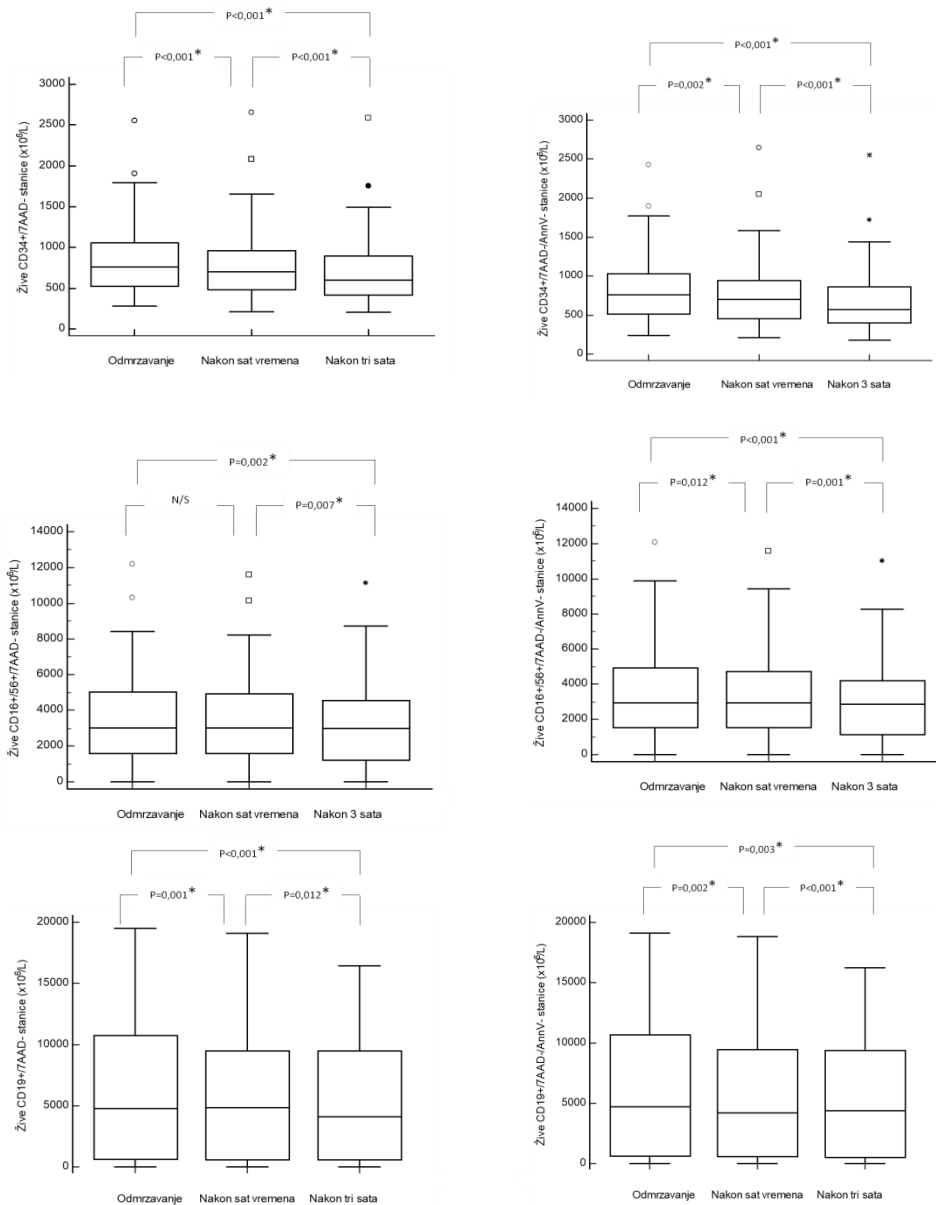 P<0,001*
P<0,001* P<0,001*
3000
2500
2000
1500
1000
500
0
Žive CD34+/7AAD- stanice (x10⁶/L)
Odmrzavanje Nakon sat vremena Nakon tri sata
P<0,001*
P=0,002* P<0,001*
3000
2500
2000
1500
1000
500
0
Žive CD34+/7AAD-/AnnV- stanice (x10⁶/L)
Odmrzavanje Nakon sat vremena Nakon 3 sata
P=0,002*
N/S P=0,007*
14000
12000
10000
8000
6000
4000
2000
0
Žive CD16+/56+/7AAD- stanice (x10⁶/L)
Odmrzavanje Nakon sat vremena Nakon 3 sata
P<0,001*
P=0,012* P=0,001*
14000
12000
10000
8000
6000
4000
2000
0
Žive CD16+/56+/7AAD-/AnnV- stanice (x10⁶/L)
Odmrzavanje Nakon sat vremena Nakon 3 sata
P<0,001*
P=0,001* P=0,012*
20000
15000
10000
5000
0
Žive CD19+/7AAD- stanice (x10⁶/L)
Odmrzavanje Nakon sat vremena Nakon tri sata
P=0,003*
P=0,002* P<0,001*
20000
15000
10000
5000
0
Žive CD19+/7AAD-/AnnV- stanice (x10⁶/L)
Odmrzavanje Nakon sat vremena Nakon tri sata